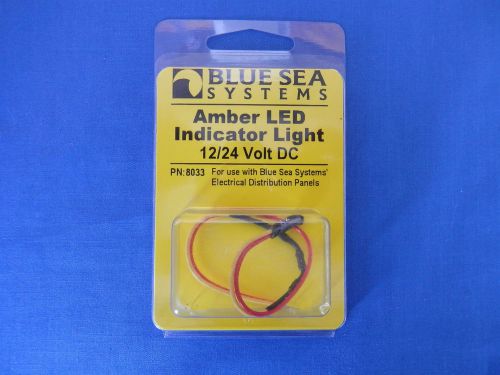 BLUE SEA
SYSTEMS
Amber LED
Indicator Light
12/24 Volt DC
PN:8033 For use with Blue Sea Systems'
Electrical Distribution Panels